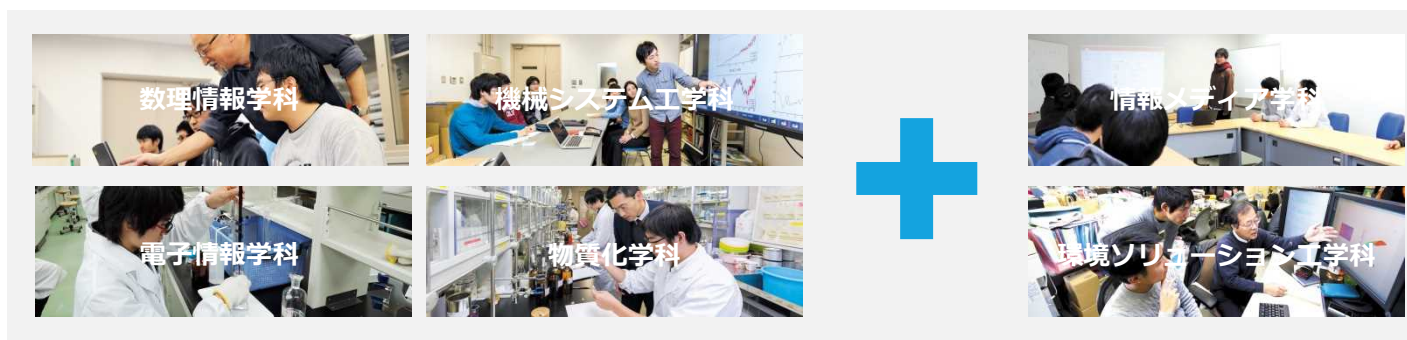 数理情報学科
機械システム工学科
情報メディア学科
電子情報学科
物質化学科
環境ソリューション工学科